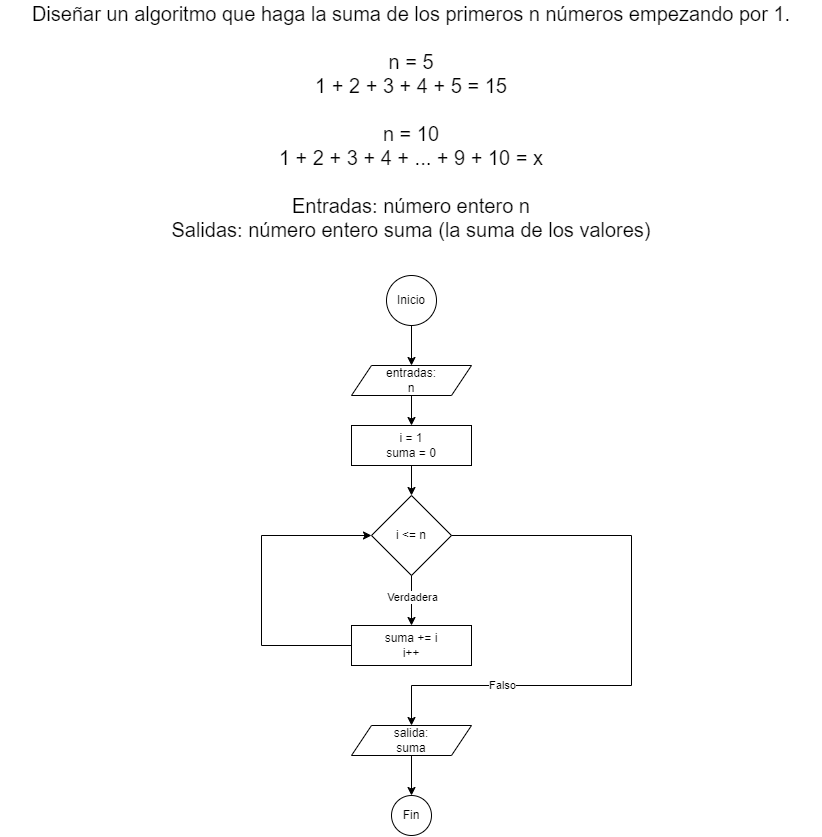 Diseñar un algoritmo que haga la suma de los primeros n números empezando por 1.
n = 5
1 + 2 + 3 + 4 + 5 = 15
n = 10
1 + 2 + 3 + 4 + ... + 9 + 10 = x
Entradas: número entero n
Salidas: número entero suma (la suma de los valores)
Inicio
entradas:
n
i = 1
suma = 0
i <= n
Verdadera
suma += i
i++
Falso
salida:
suma
Fin